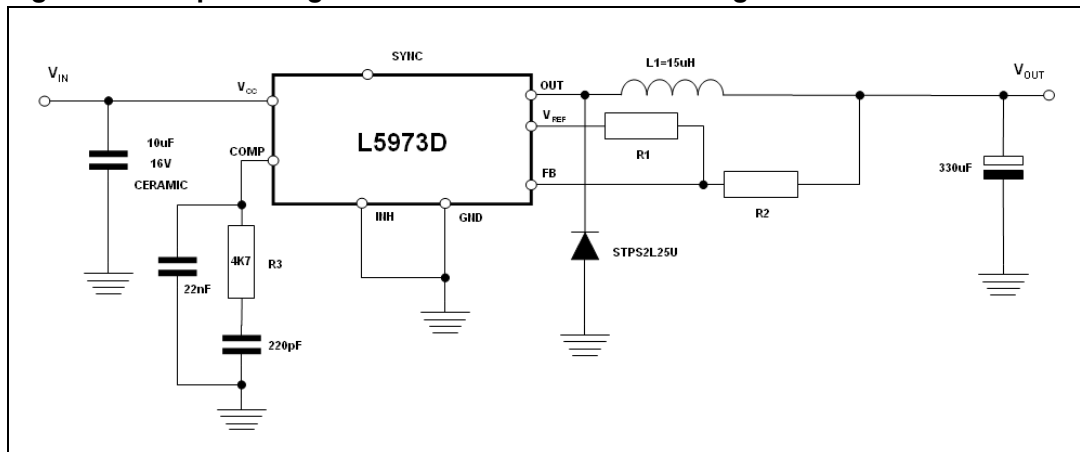 SYNC
L1=15uH
VIN
VCC
OUT
VOUT
VREF
L5973D
10uF
16V
CERAMIC
COMP
R1
FB
330uF
R2
INH
GND
4K7
R3
STPS2L25U
22nF
220pF